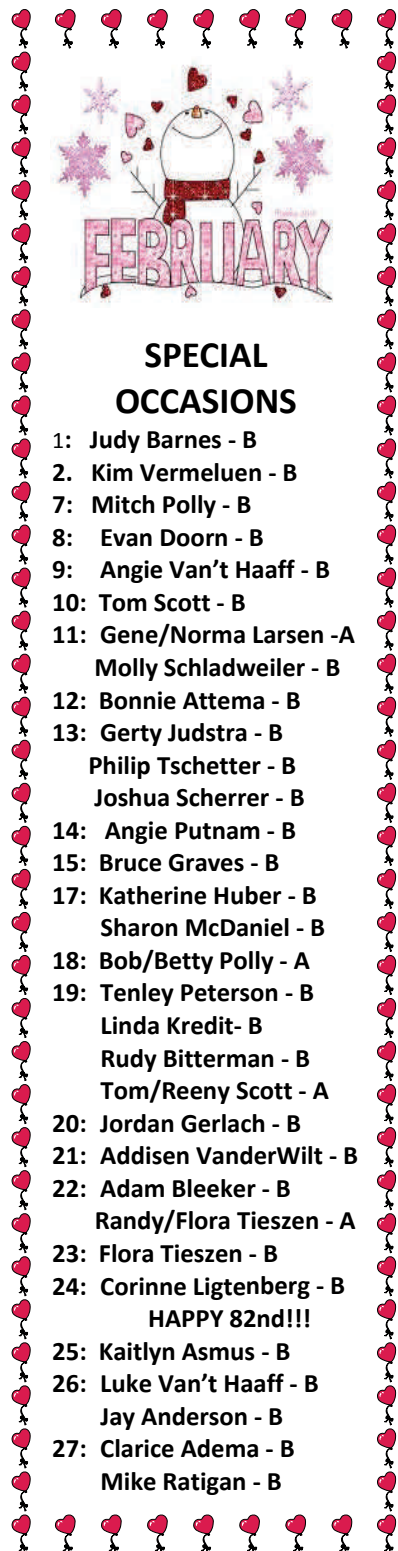 FEBRUARY
SPECIAL
OCCASIONS
1: Judy Barnes - B
2. Kim Vermeluen - B
7: Mitch Polly - B
8: Evan Doorn - B
9: Angie Van’t Haaff - B
10: Tom Scott - B
11: Gene/Norma Larsen -A
Molly Schladweiler - B
12: Bonnie Attema - B
13: Gerty Judstra - B
Philip Tschetter - B
Joshua Scherrer - B
14: Angie Putnam - B
15: Bruce Graves - B
17: Katherine Huber - B
Sharon McDaniel - B
18: Bob/Betty Polly - A
19: Tenley Peterson - B
Linda Kredit- B
Rudy Bitterman - B
Tom/Reeny Scott - A
20: Jordan Gerlach - B
21: Addisen VanderWilt - B
22: Adam Bleeker - B
Randy/Flora Tieszen - A
23: Flora Tieszen - B
24: Corinne Ligtenberg - B
HAPPY 82nd!!!
25: Kaitlyn Asmus - B
26: Luke Van’t Haaff - B
Jay Anderson - B
27: Clarice Adema - B
Mike Ratigan - B